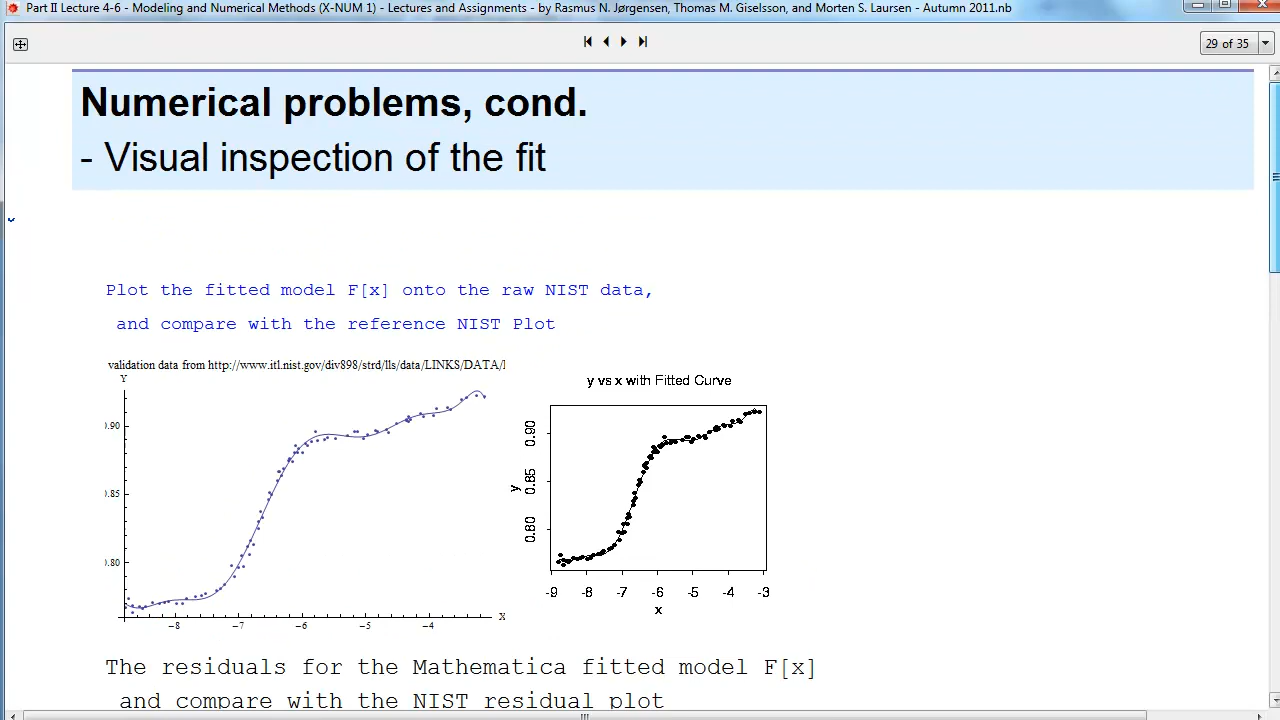 Part II Lecture 4-6 - Modeling and Numerical Methods (X-NUM 1) - Lectures and Assignments - by Rasmus N. Jørgensen, Thomas M. Giselsson, and Morten S. Laursen - Autumn 2011.nb
29 of 35
Numerical problems, cond.
- Visual inspection of the fit
Plot the fitted model F[x] onto the raw NIST data,
and compare with the reference NIST Plot
validation data from http://www.itl.nist.gov/div898/strd/lls/data/LINKS/DATA/
Y
0.90
0.85
0.80
-8 -7 -6 -5 -4
X
y vs x with Fitted Curve
y
0.90
0.85
0.80
-9 -8 -7 -6 -5 -4 -3
x
The residuals for the Mathematica fitted model F[x]
and compare with the NIST residual plot